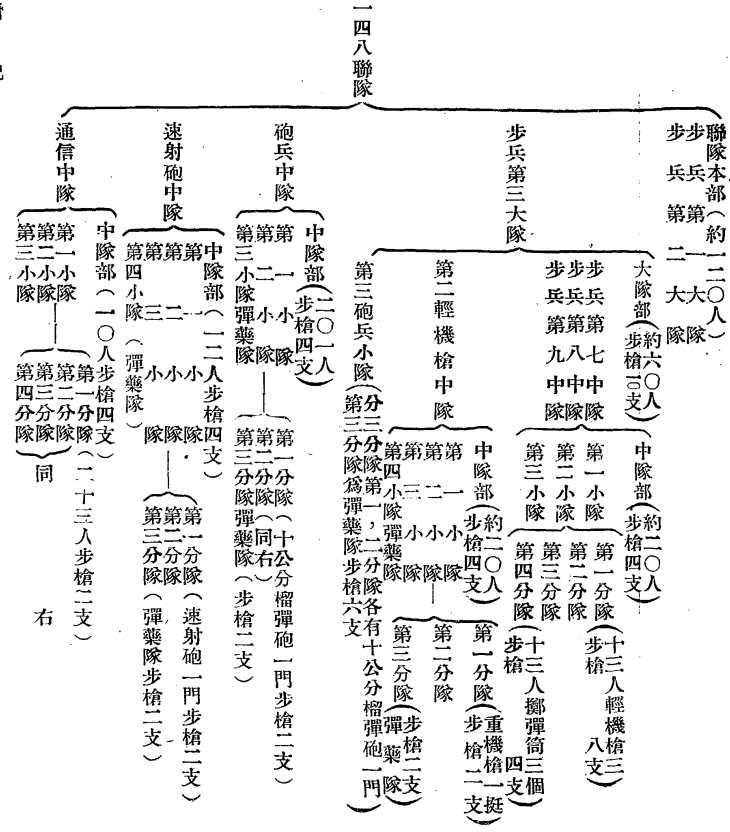 一四八聯隊
聯隊本部(約一二〇人)
步兵第一大隊
步兵第二大隊
步兵第三大隊
大隊部(約六〇人步槍一〇支)
步兵第七中隊
步兵第八中隊
步兵第九中隊
中隊部(約二〇人步槍四支)
第一小隊
第二小隊
第三小隊
第一分隊
第二分隊
(十三人輕機槍三步槍八支)
第三分隊
第四分隊
(十三人擲彈筒三個步槍四支)
第二輕機槍中隊
中隊部(約二〇人步槍四支)
第一小隊
第二小隊
第三小隊
第四小隊彈藥隊
第一分隊(重機槍一挺步槍二支)
第二分隊
第三分隊(步槍二支彈藥隊)
第三砲兵小隊(分三分隊第一,二分隊各有十公分榴彈砲一門
第三分隊爲彈藥隊步槍六支)
砲兵中隊
中隊部(二〇一人步槍四支)
第一小隊
第二小隊
第三小隊彈藥隊
第一分隊(十公分榴彈砲一門步槍二支)
第二分隊(同右)
第三分隊彈藥隊(步槍二支)
速射砲中隊
中隊部(一二人步槍四支)
第一小隊
第二小隊
第三小隊
第四小隊(彈藥隊)
第一分隊(速射砲一門步槍二支)
第二分隊
第三分隊(彈藥隊步槍二支)
通信中隊
中隊部(一〇人步槍四支)
第一小隊
第二小隊
第三小隊
第一分隊(二十三人步槍二支)
第二分隊
第三分隊
第四分隊
同右